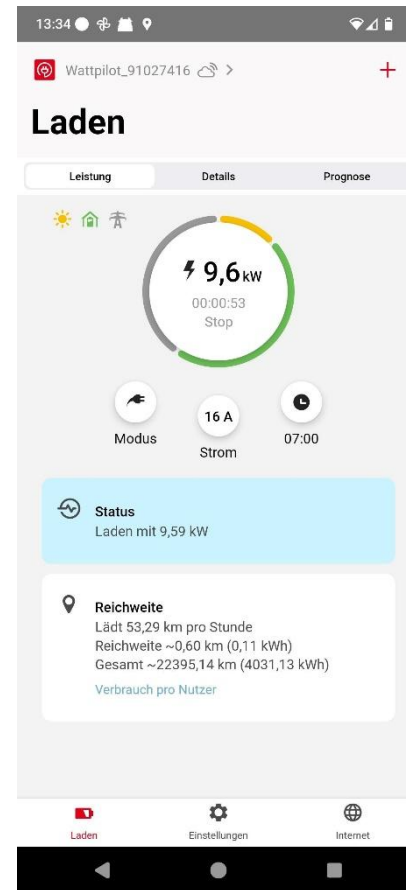 13:34
Wattpilot_91027416 >
Laden
Leistung Details Prognose
9,6 kW
00:00:53
Stop
Modus
16 A
Strom
07:00
Status
Laden mit 9,59 kW
Reichweite
Lädt 53,29 km pro Stunde
Reichweite ~0,60 km (0,11 kWh)
Gesamt ~22395,14 km (4031,13 kWh)
Verbrauch pro Nutzer
Laden Einstellungen Internet